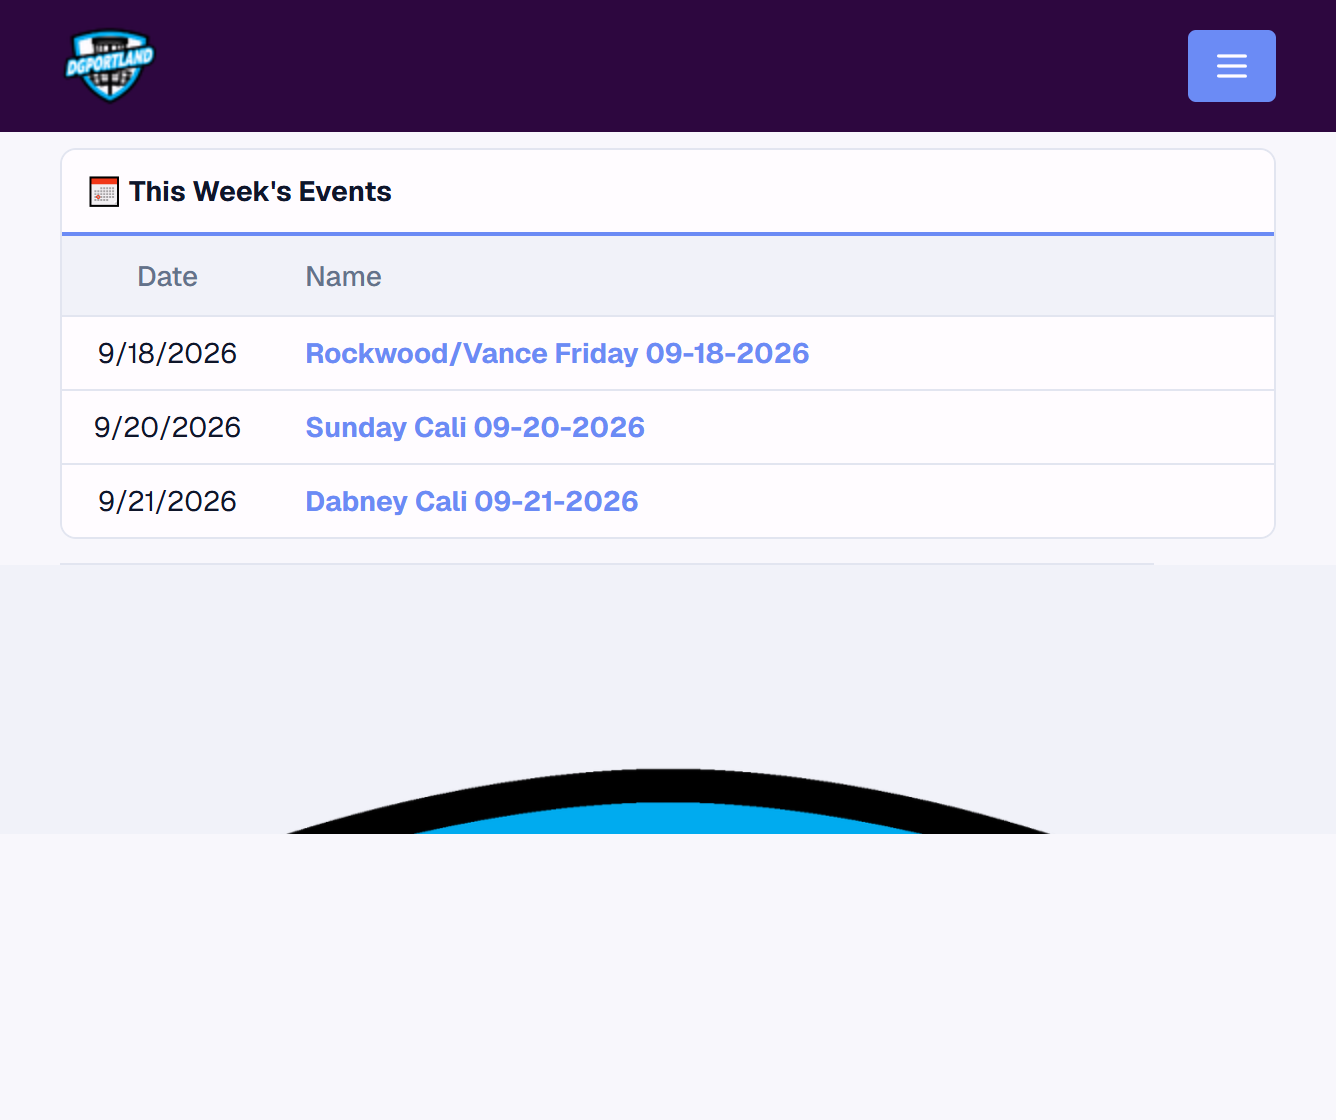 DGPORTLAND
This Week's Events
Date Name
9/18/2026 Rockwood/Vance Friday 09-18-2026
9/20/2026 Sunday Cali 09-20-2026
9/21/2026 Dabney Cali 09-21-2026